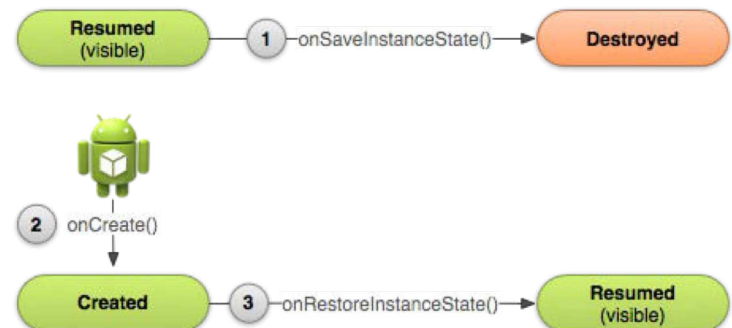 Resumed
(visible)
1
onSaveInstanceState()
Destroyed
2
onCreate()
Created
3
onRestoreInstanceState()
Resumed
(visible)